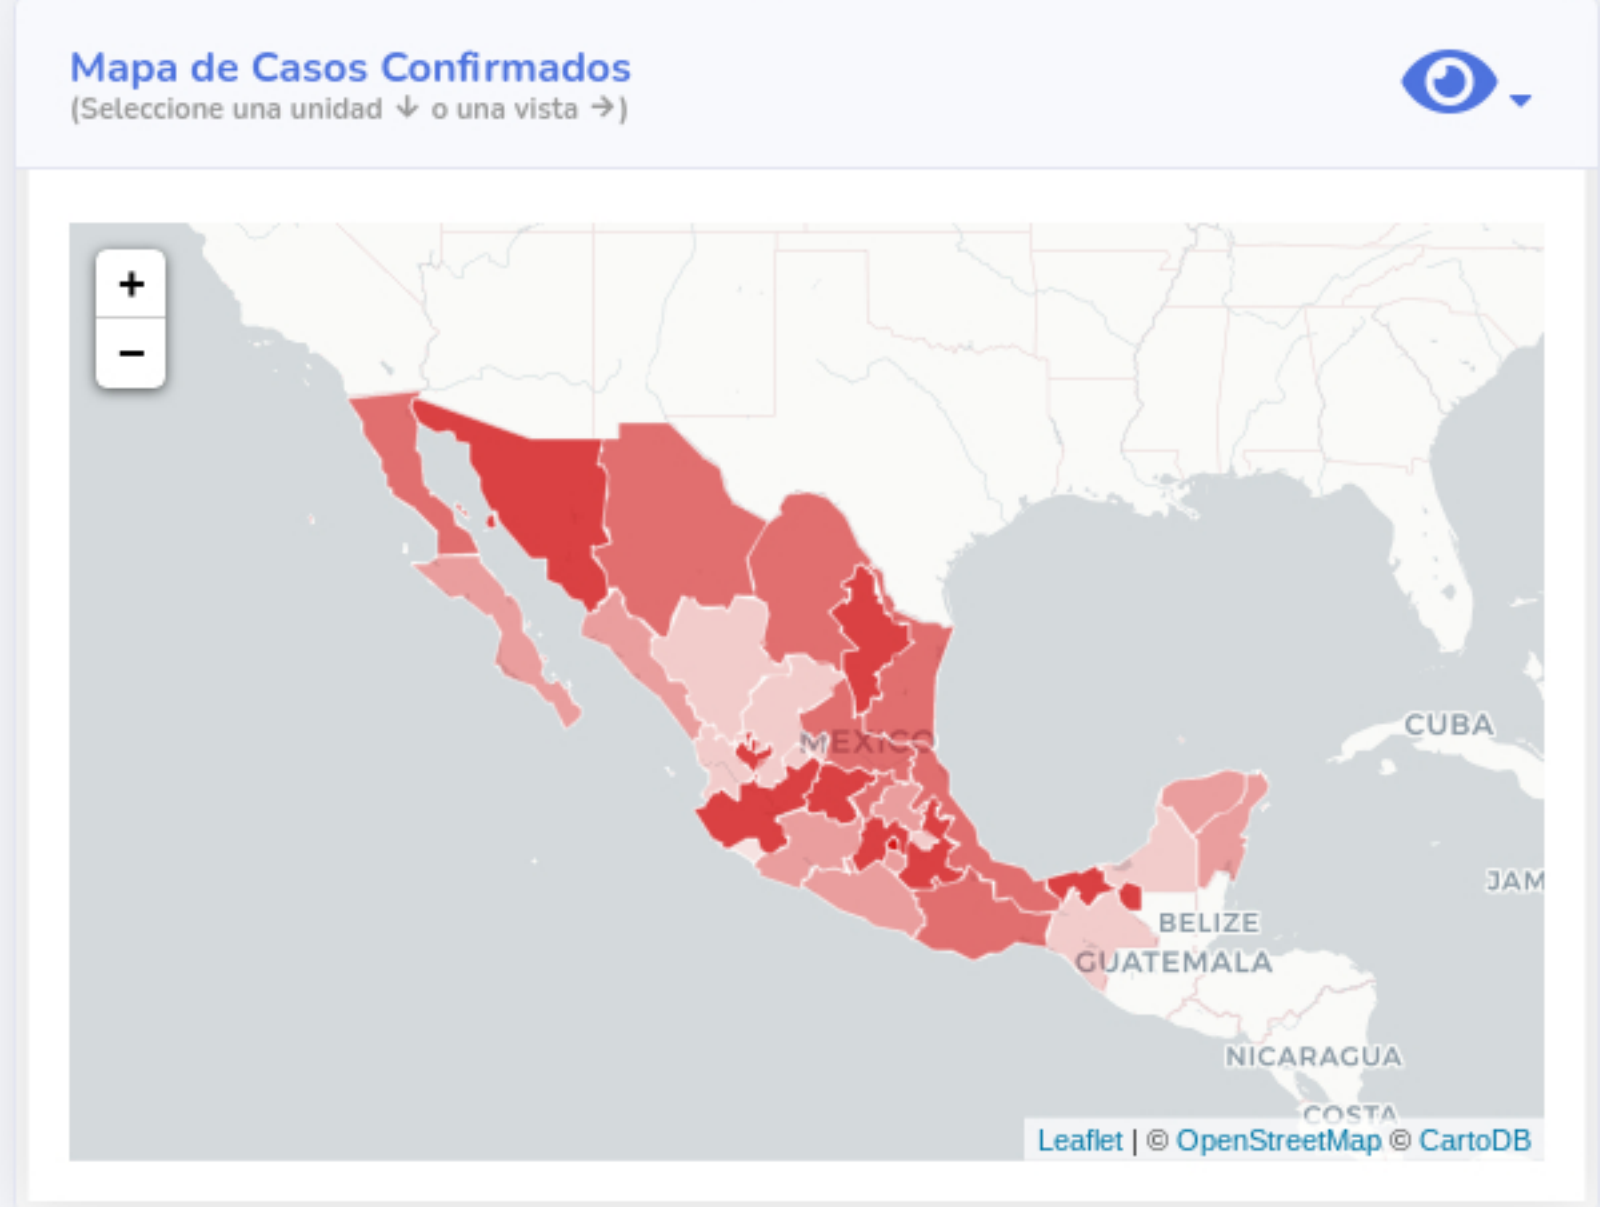 Mapa de Casos Confirmados
(Seleccione una unidad ↓ o una vista →)
+
−
MEXICO
CUBA
JAM
BELIZE
GUATEMALA
NICARAGUA
COSTA
Leaflet | © OpenStreetMap © CartoDB